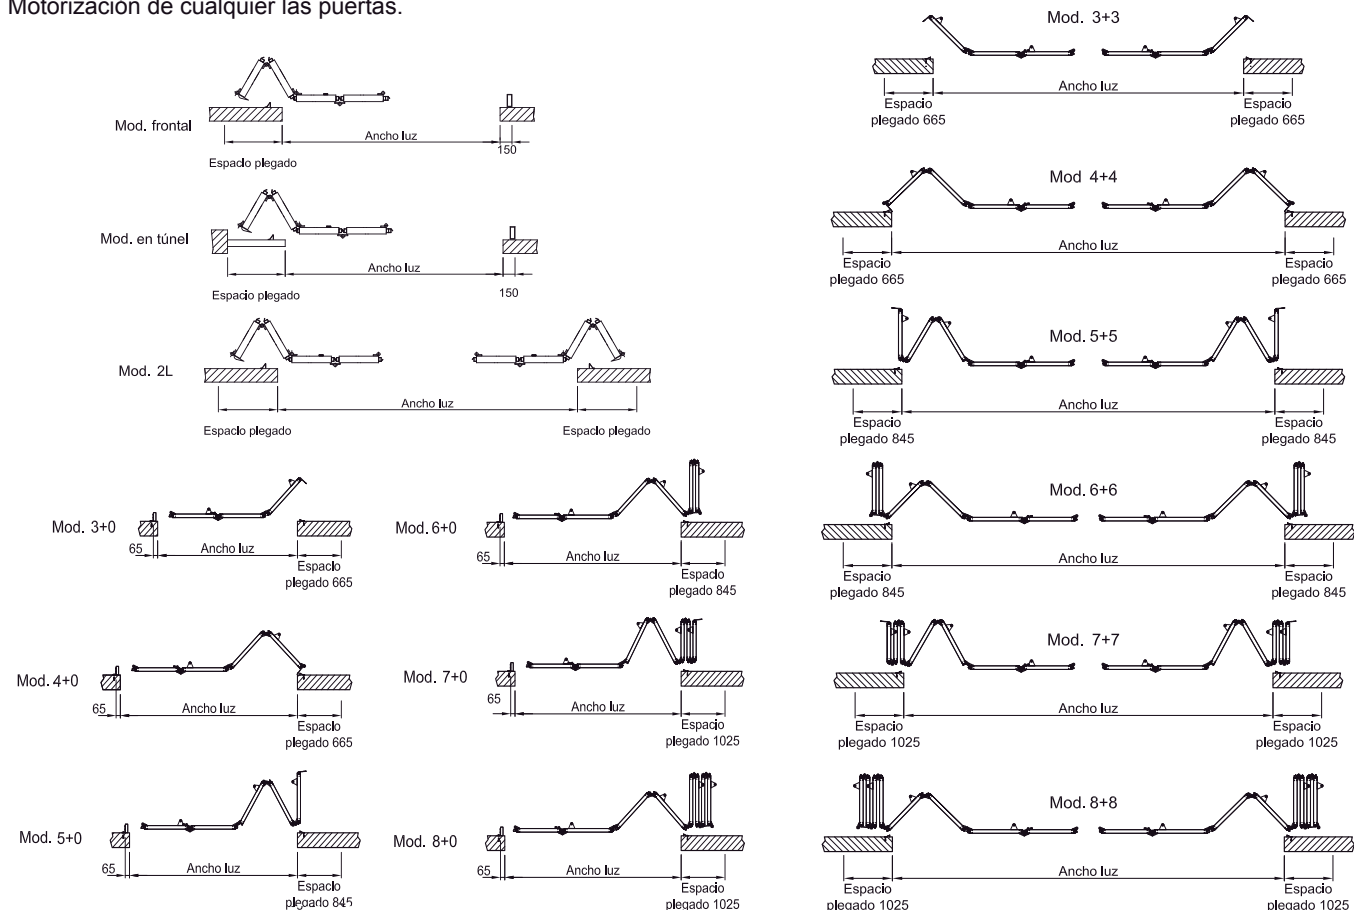 Motorización de cualquier las puertas.
Mod. frontal
Ancho luz
150
Espacio plegado
Mod. en túnel
Ancho luz
Espacio plegado
150
Mod. 2L
Ancho luz
Espacio plegado
Espacio plegado
Mod. 3+0
65
Ancho luz
Espacio
plegado 665
Mod. 4+0
65
Ancho luz
Espacio
plegado 665
Mod. 5+0
65
Ancho luz
Espacio
plegado 845
Mod. 6+0
65
Ancho luz
Espacio
plegado 845
Mod. 7+0
65
Ancho luz
Espacio
plegado 1025
Mod. 8+0
65
Ancho luz
Espacio
plegado 1025
Mod. 3+3
Ancho luz
Espacio
plegado 665
Espacio
plegado 665
Mod 4+4
Ancho luz
Espacio
plegado 665
Espacio
plegado 665
Mod. 5+5
Ancho luz
Espacio
plegado 845
Espacio
plegado 845
Mod. 6+6
Ancho luz
Espacio
plegado 845
Espacio
plegado 845
Mod. 7+7
Ancho luz
Espacio
plegado 1025
Espacio
plegado 1025
Mod. 8+8
Ancho luz
Espacio
plegado 1025
Espacio
plegado 1025